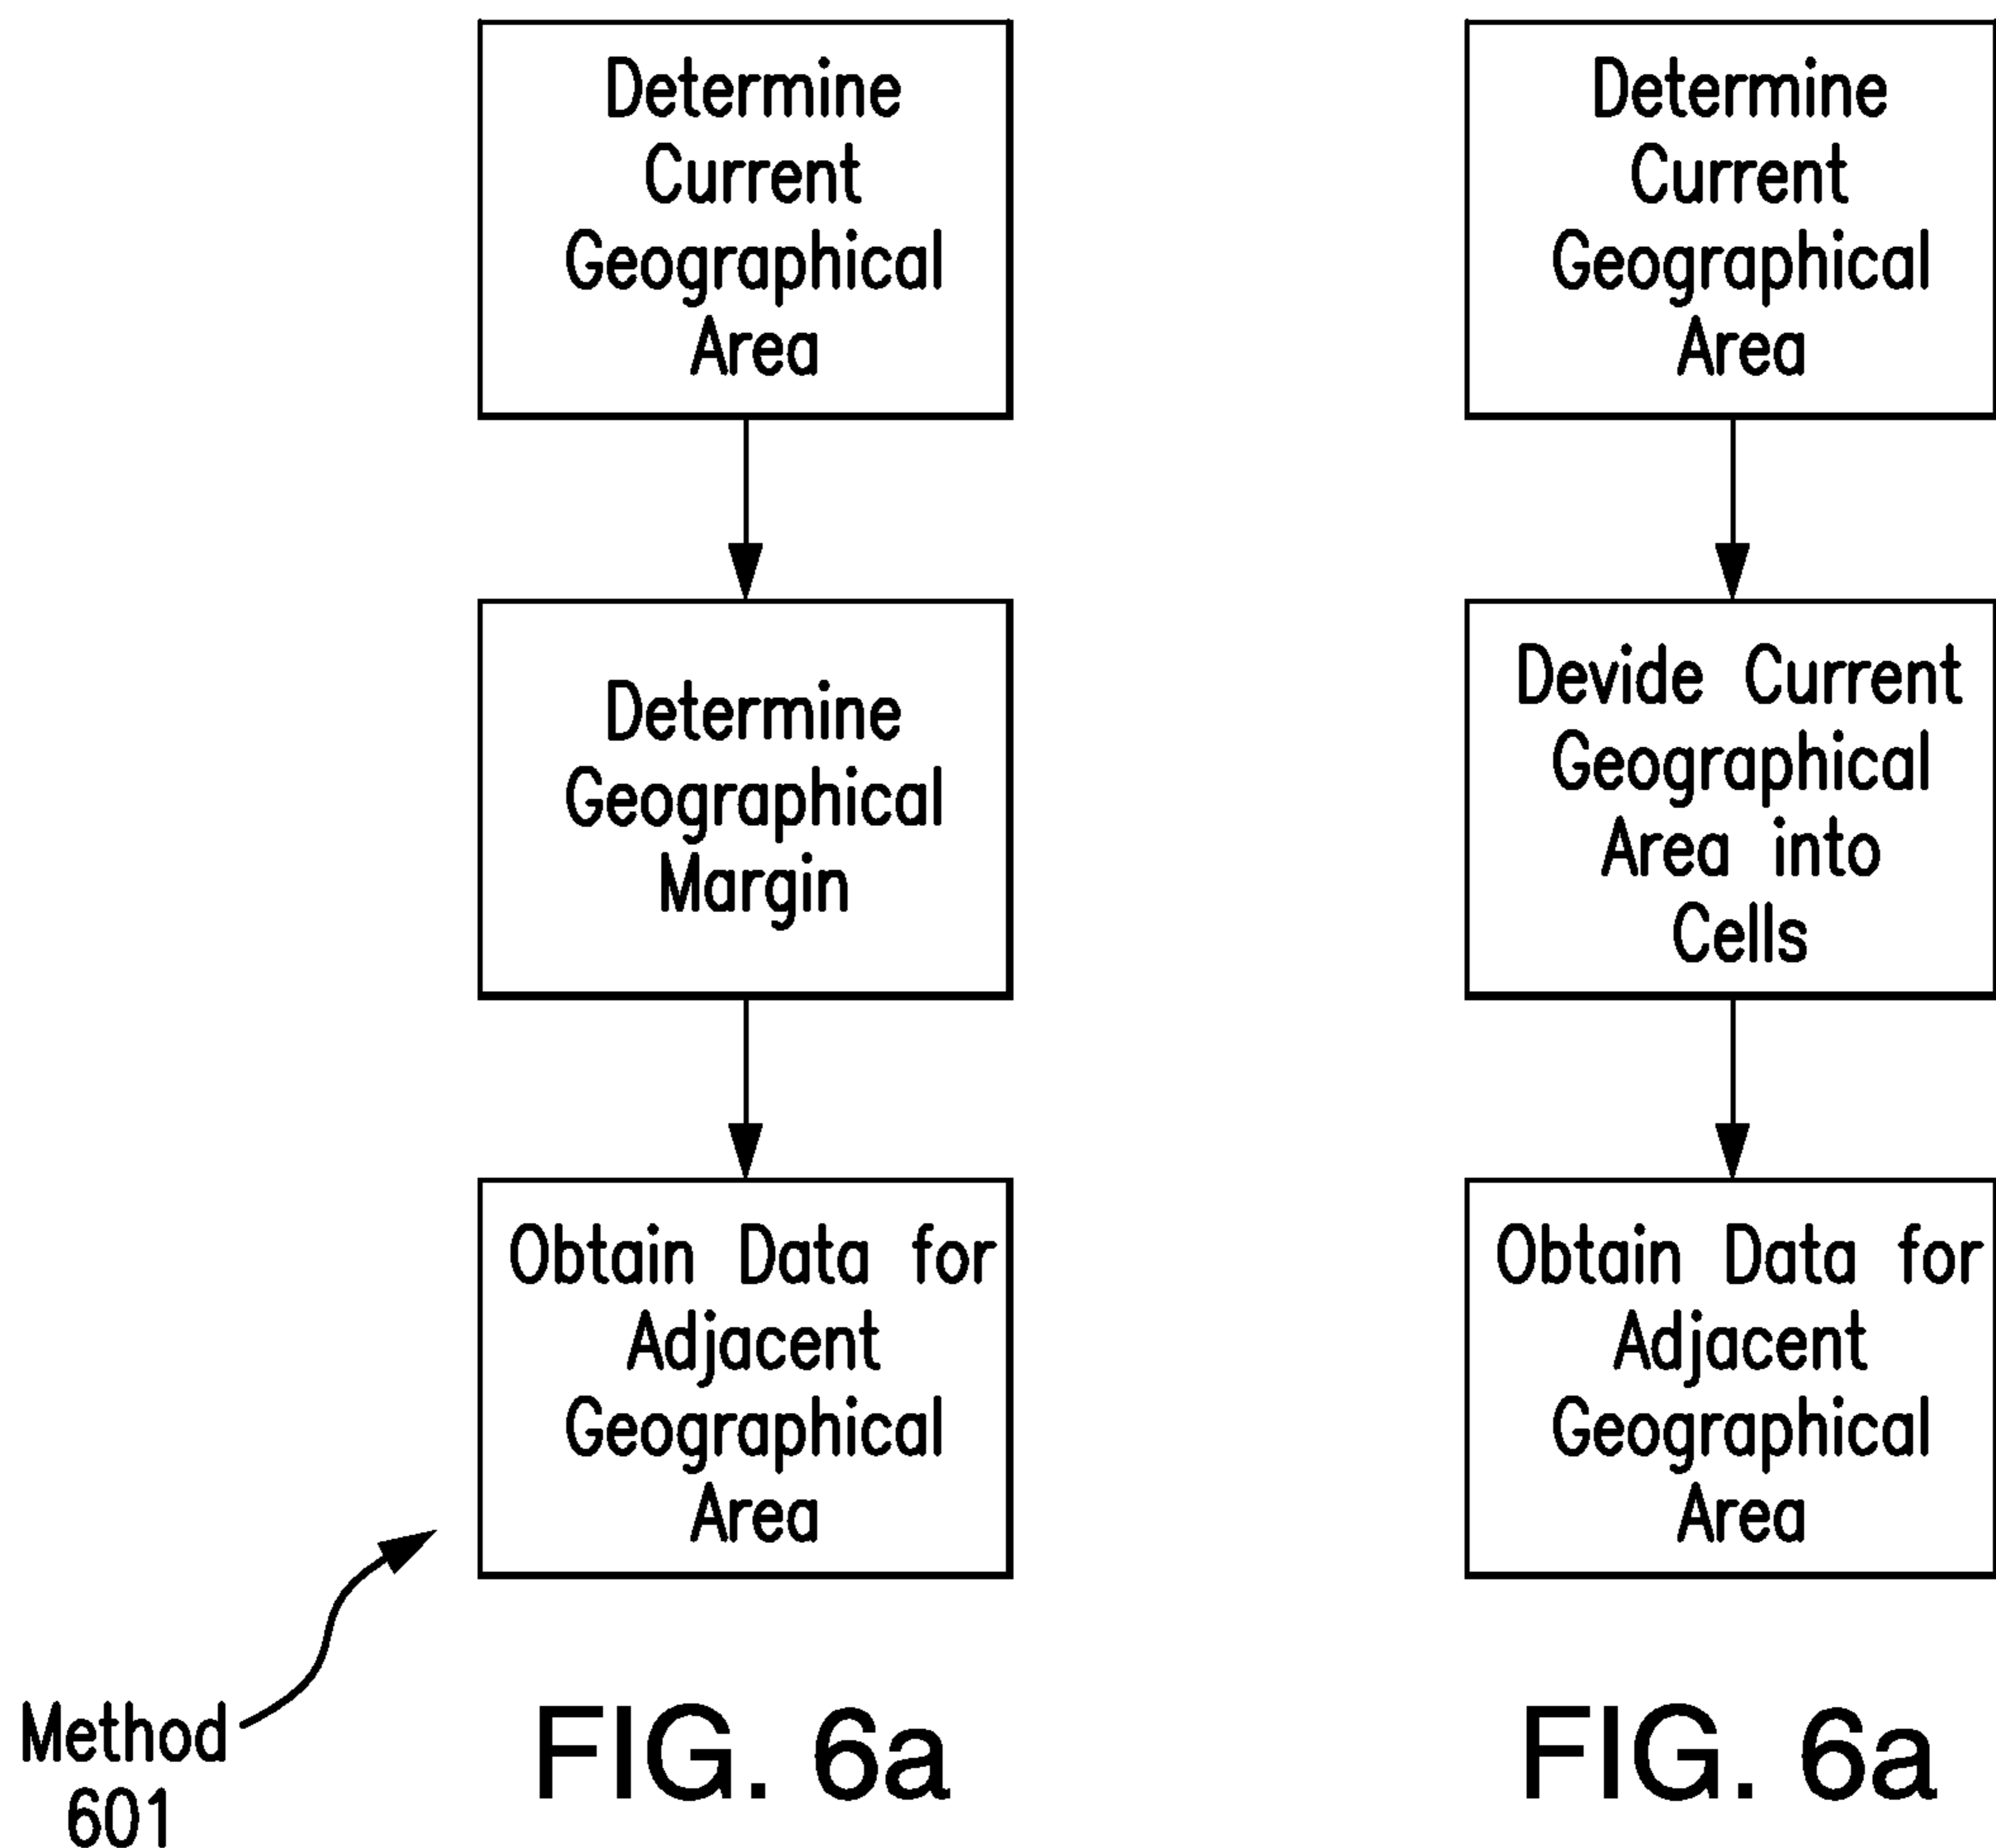 Determine
Current
Geographical
Area
Determine
Geographical
Margin
Obtain Data for
Adjacent
Geographical
Area
Method
601
FIG. 6a
Determine
Current
Geographical
Area
Devide Current
Geographical
Area into
Cells
Obtain Data for
Adjacent
Geographical
Area
FIG. 6a